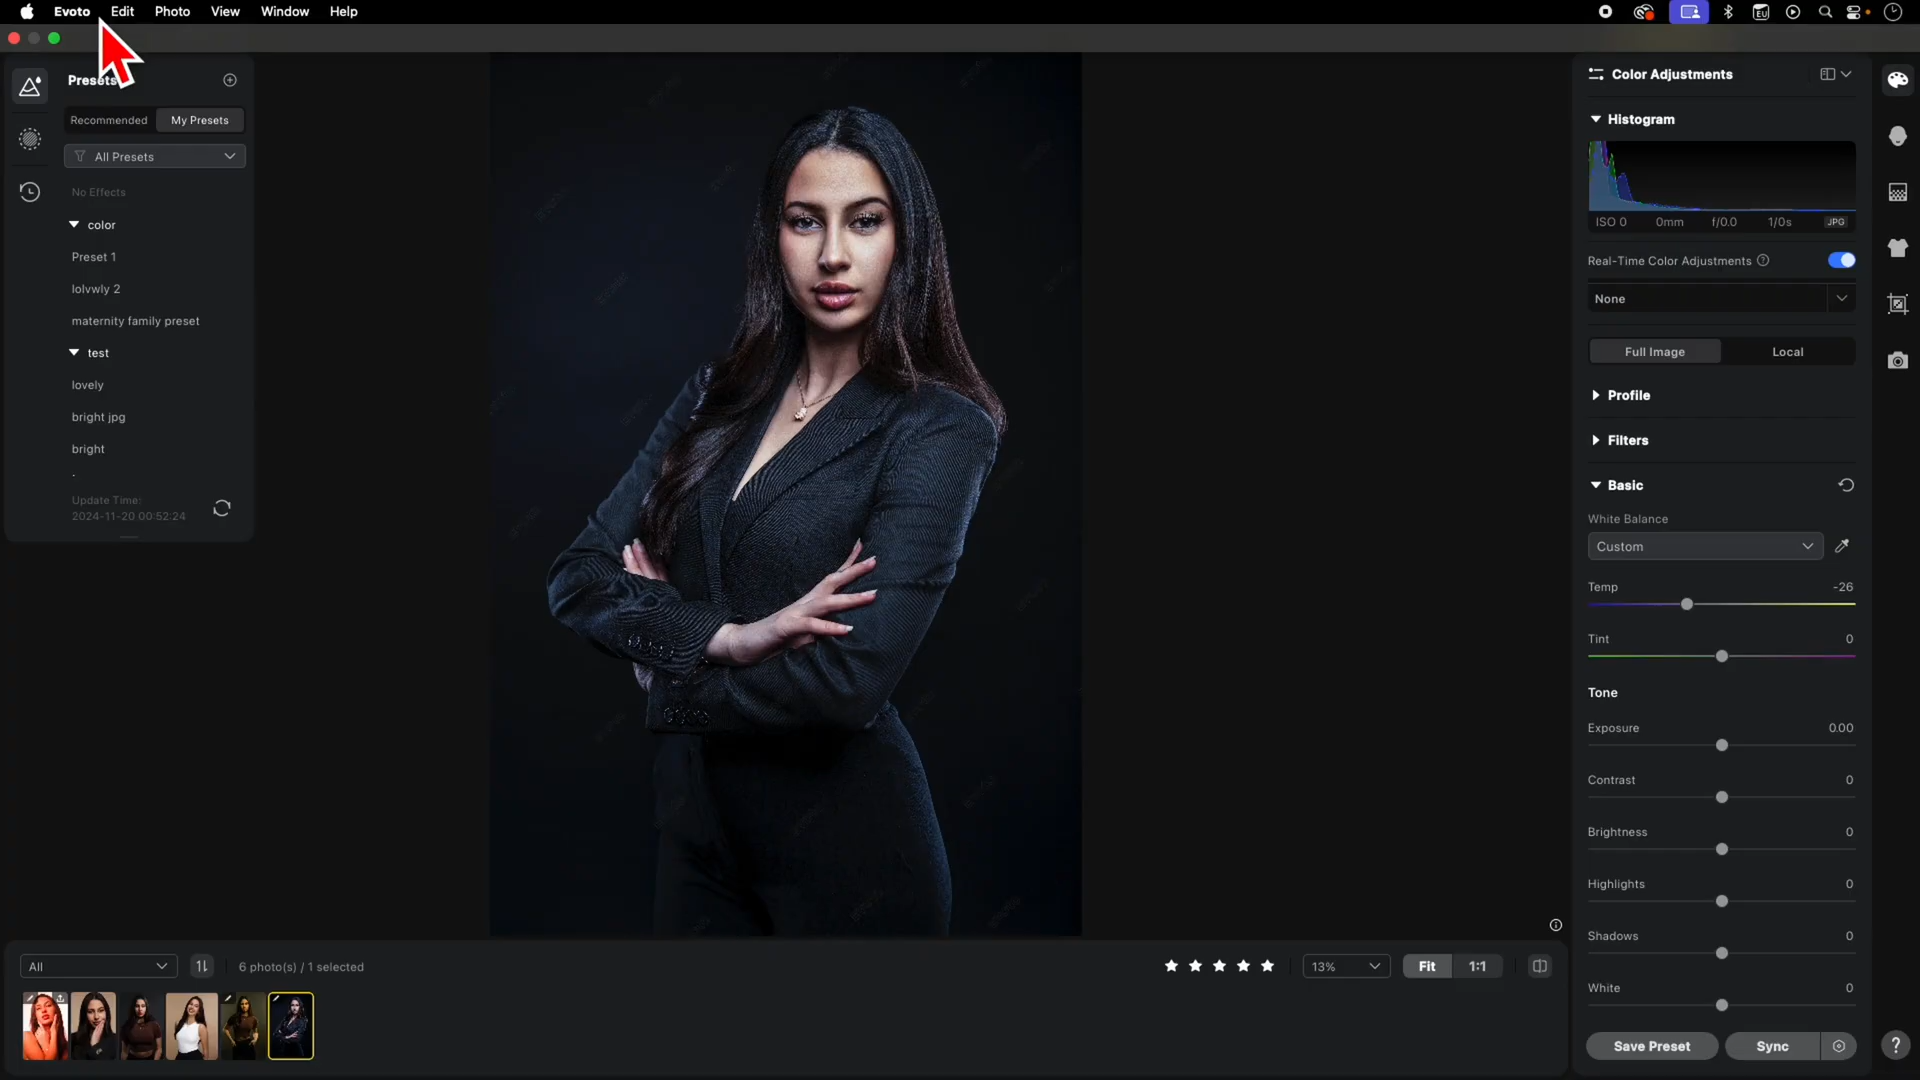 Evoto Edit Photo View Window Help
EU
Presets
Recommended My Presets
All Presets
No Effects
color
Preset 1
lolvwly 2
maternity family preset
test
lovely
bright jpg
bright
Update Time:
2024-11-20 00:52:24
Color Adjustments
Histogram
ISO 0 0mm f/0.0 1/0s JPG
Real-Time Color Adjustments ?
None
Full Image Local
Profile
Filters
Basic
White Balance
Custom
Temp -26
Tint 0
Tone
Exposure 0.00
Contrast 0
Brightness 0
Highlights 0
Shadows 0
White 0
Save Preset Sync ?
All 6 photo(s) / 1 selected 13% Fit 1:1